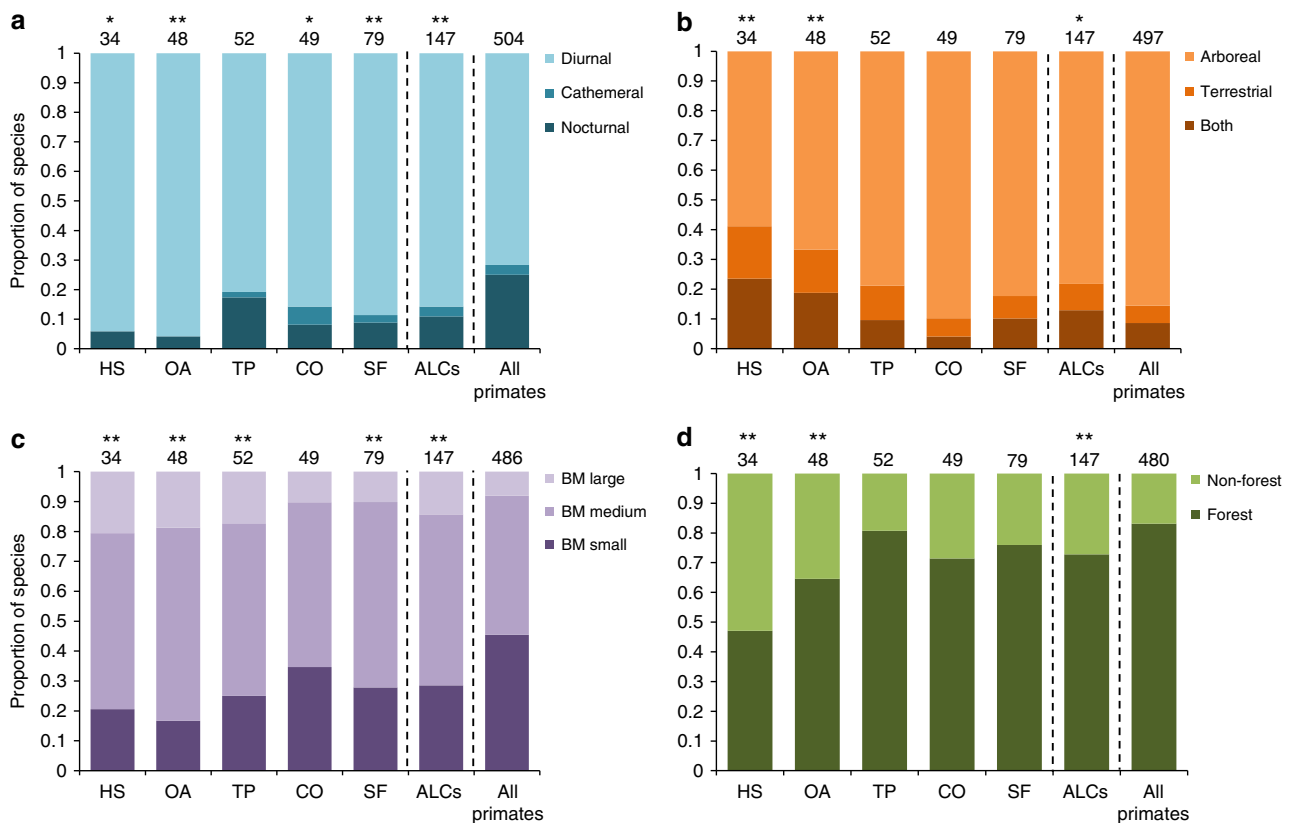 a
* ** * ** **
34 48 52 49 79 147 504
1
0.9
0.8
0.7
0.6
0.5
0.4
0.3
0.2
0.1
0
Proportion of species
HS OA TP CO SF ALCs All primates
Diurnal
Cathemeral
Nocturnal
b
** ** *
34 48 52 49 79 147 497
1
0.9
0.8
0.7
0.6
0.5
0.4
0.3
0.2
0.1
0
HS OA TP CO SF ALCs All primates
Arboreal
Terrestrial
Both
c
** ** ** ** **
34 48 52 49 79 147 486
1
0.9
0.8
0.7
0.6
0.5
0.4
0.3
0.2
0.1
0
Proportion of species
HS OA TP CO SF ALCs All primates
BM large
BM medium
BM small
d
** ** **
34 48 52 49 79 147 480
1
0.9
0.8
0.7
0.6
0.5
0.4
0.3
0.2
0.1
0
HS OA TP CO SF ALCs All primates
Non-forest
Forest